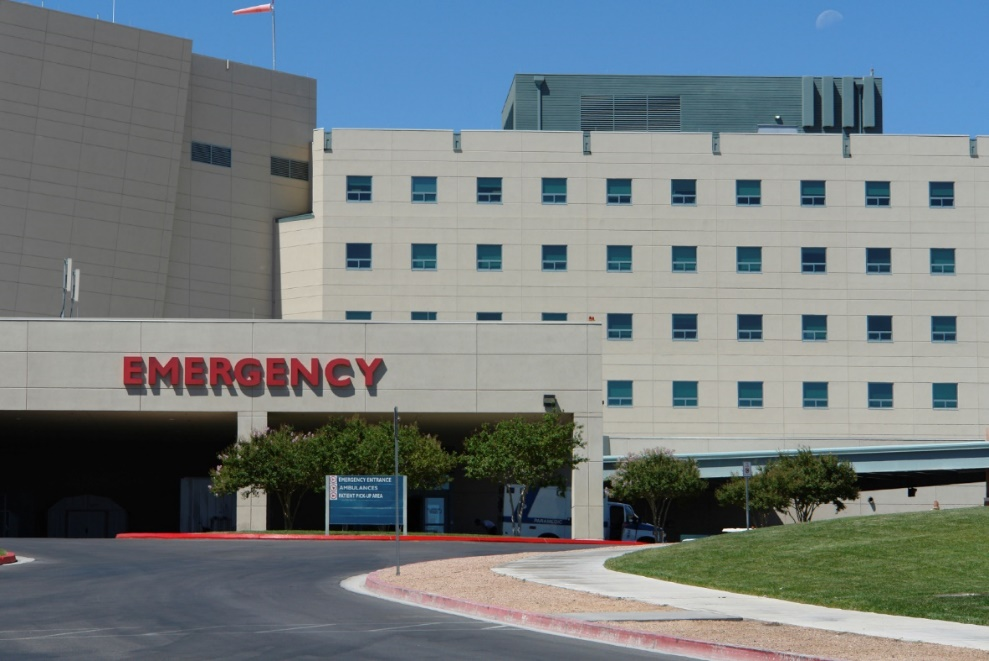 EMERGENCY
EMERGENCY ENTRANCE
AMBULANCES
PATIENT PICK-UP AREA